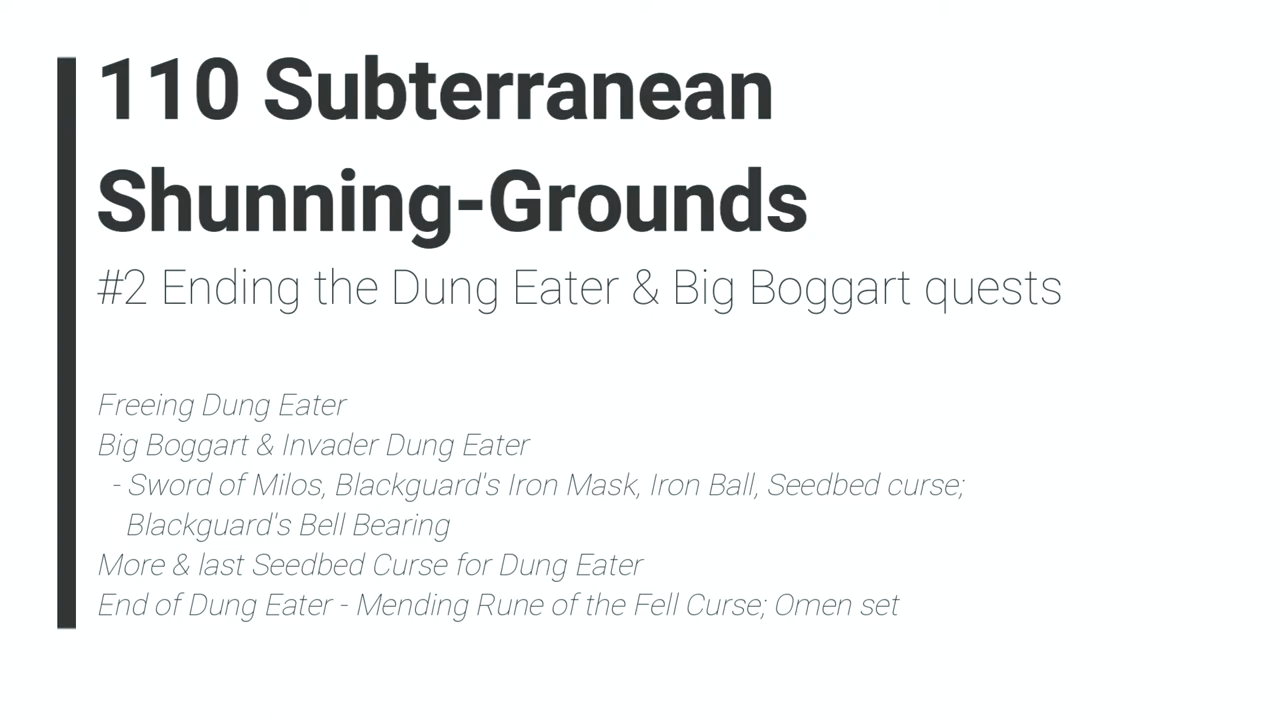 110 Subterranean
Shunning-Grounds
#2 Ending the Dung Eater & Big Boggart quests
Freeing Dung Eater
Big Boggart & Invader Dung Eater
- Sword of Milos, Blackguard's Iron Mask, Iron Ball, Seedbed curse;
Blackguard's Bell Bearing
More & last Seedbed Curse for Dung Eater
End of Dung Eater - Mending Rune of the Fell Curse; Omen set